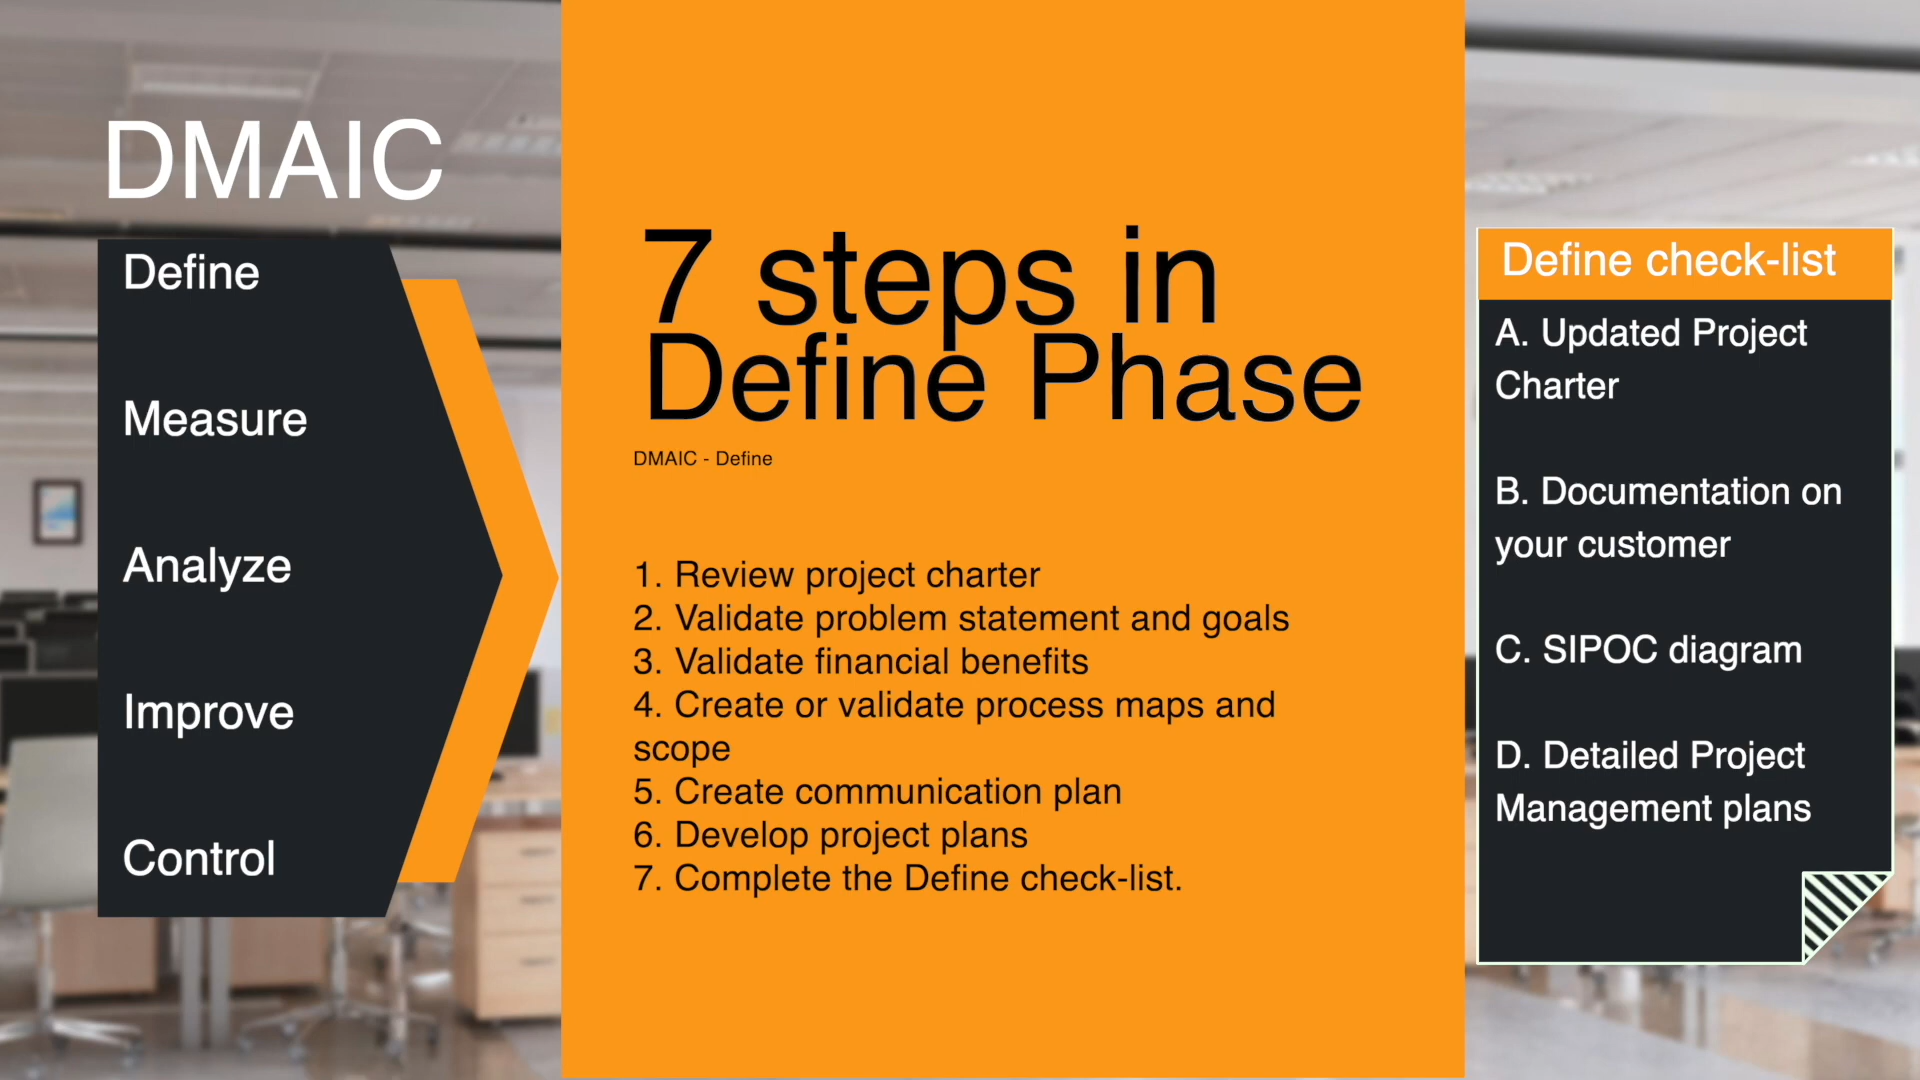 DMAIC
Define
Measure
Analyze
Improve
Control
7 steps in
Define Phase
DMAIC - Define
1. Review project charter
2. Validate problem statement and goals
3. Validate financial benefits
4. Create or validate process maps and
scope
5. Create communication plan
6. Develop project plans
7. Complete the Define check-list.
Define check-list
A. Updated Project
Charter
B. Documentation on
your customer
C. SIPOC diagram
D. Detailed Project
Management plans